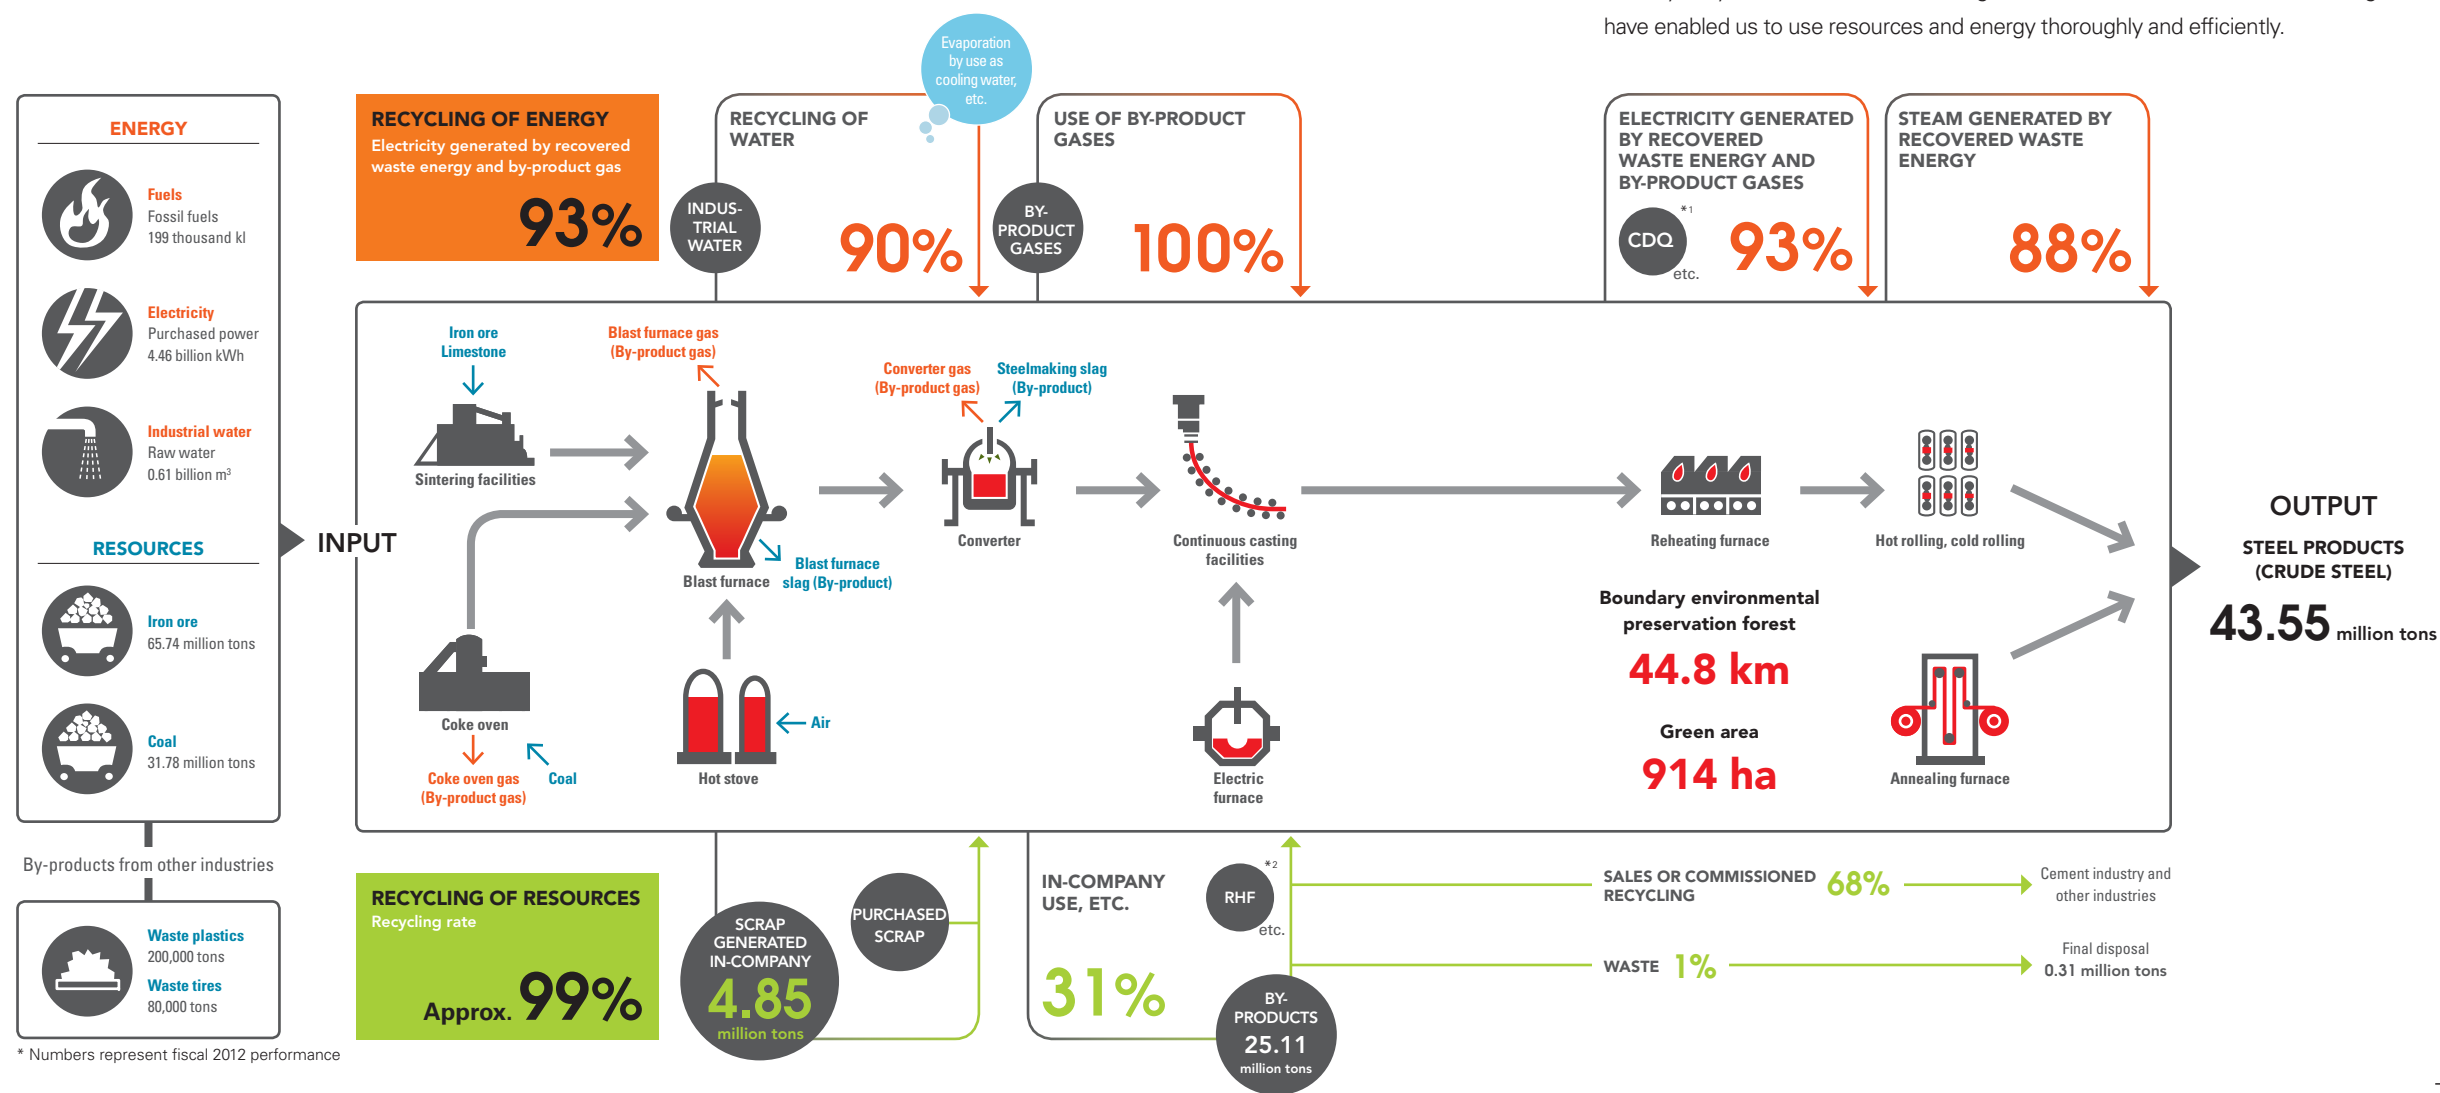 have enabled us to use resources and energy thoroughly and efficiently.
ENERGY
Fuels
Fossil fuels
199 thousand kl
Electricity
Purchased power
4.46 billion kWh
Industrial water
Raw water
0.61 billion m³
RESOURCES
Iron ore
65.74 million tons
Coal
31.78 million tons
By-products from other industries
Waste plastics
200,000 tons
Waste tires
80,000 tons
* Numbers represent fiscal 2012 performance
INPUT
RECYCLING OF ENERGY
Electricity generated by recovered
waste energy and by-product gas
93%
RECYCLING OF
WATER
INDUS-
TRIAL
WATER
90%
Evaporation
by use as
cooling water,
etc.
USE OF BY-PRODUCT
GASES
BY-
PRODUCT
GASES
100%
ELECTRICITY GENERATED
BY RECOVERED
WASTE ENERGY AND
BY-PRODUCT GASES
CDQ
*1
etc.
93%
STEAM GENERATED BY
RECOVERED WASTE
ENERGY
88%
Iron ore
Limestone
Sintering facilities
Blast furnace gas
(By-product gas)
Blast furnace
Blast furnace
slag (By-product)
Converter gas
(By-product gas)
Steelmaking slag
(By-product)
Converter
Continuous casting
facilities
Reheating furnace
Hot rolling, cold rolling
Coke oven
Coke oven gas
(By-product gas)
Coal
Hot stove
Air
Electric
furnace
Boundary environmental
preservation forest
44.8 km
Green area
914 ha
Annealing furnace
OUTPUT
STEEL PRODUCTS
(CRUDE STEEL)
43.55 million tons
RECYCLING OF RESOURCES
Recycling rate
Approx. 99%
SCRAP
GENERATED
IN-COMPANY
4.85
million tons
PURCHASED
SCRAP
IN-COMPANY
USE, ETC.
31%
RHF
*2
etc.
BY-
PRODUCTS
25.11
million tons
SALES OR COMMISSIONED
RECYCLING
68%
Cement industry and
other industries
WASTE 1%
Final disposal
0.31 million tons